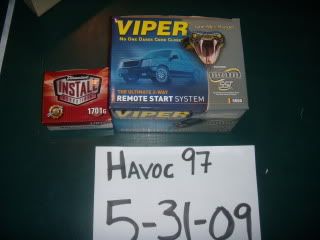 VIPER
NO ONE DARES COME CLOSE
THE ULTIMATE 2-WAY
REMOTE START SYSTEM
INSTALL
1701G
HAVOC 97
5-31-09